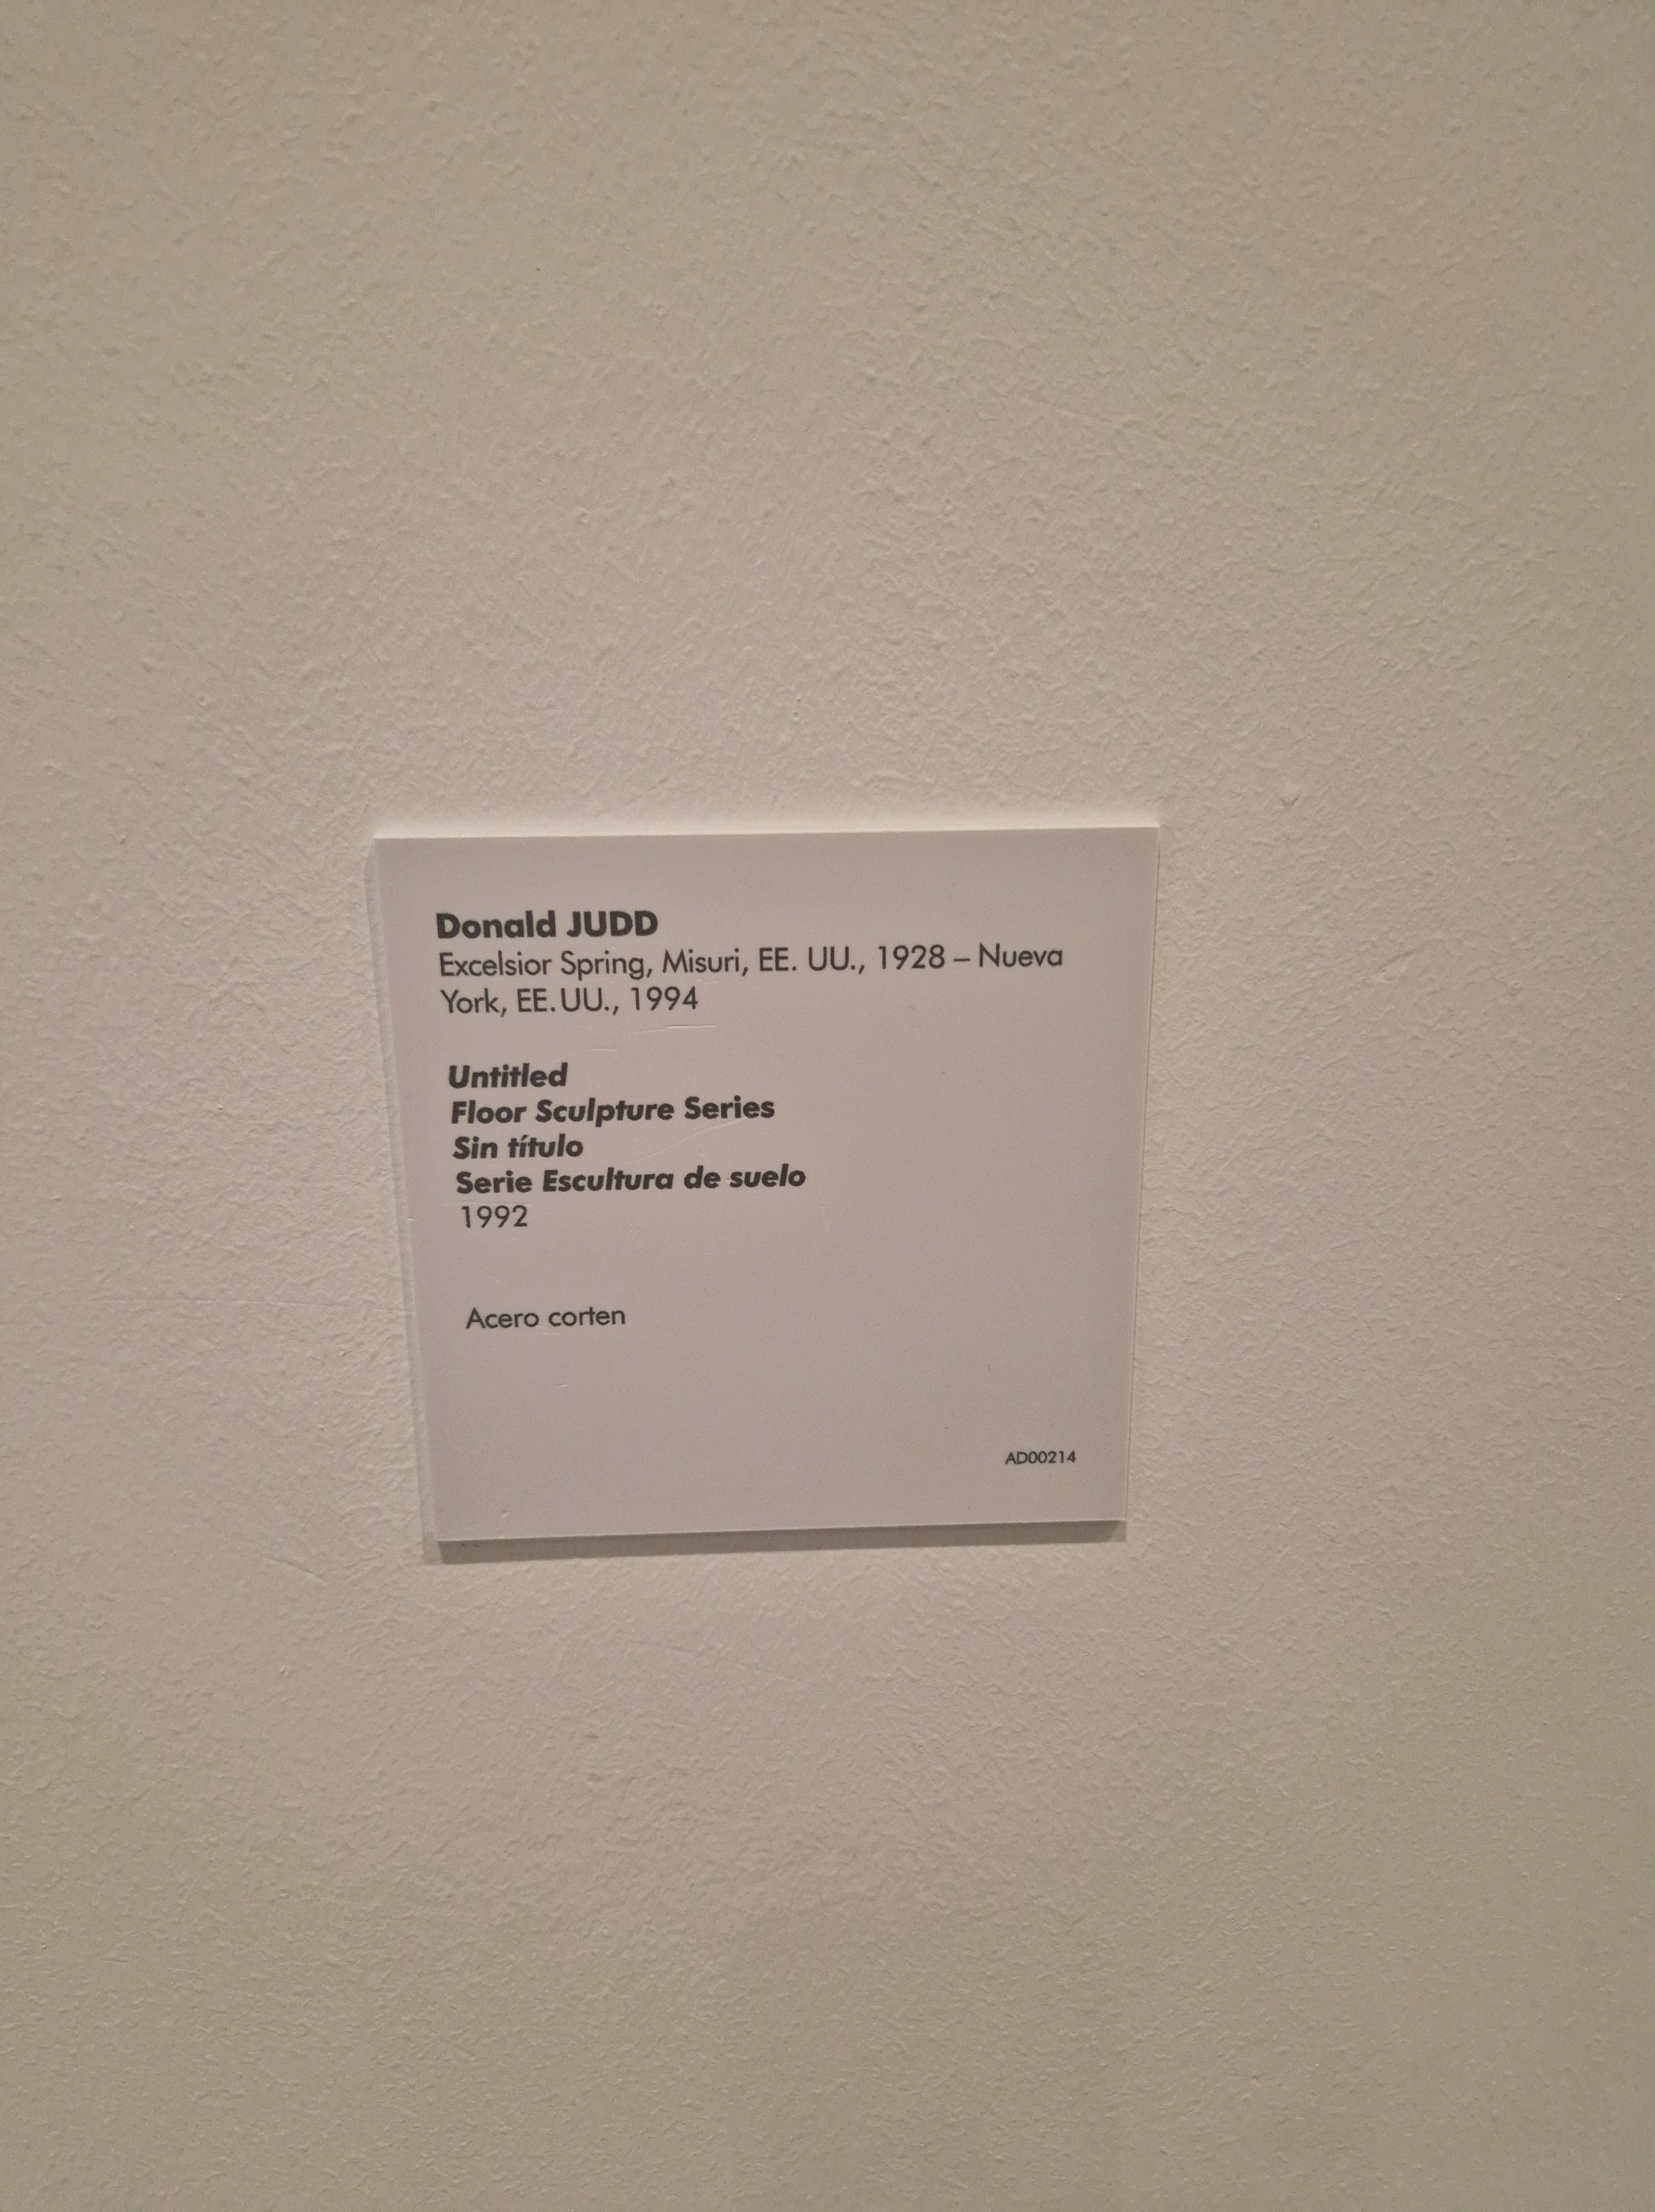 Donald JUDD
Excelsior Spring, Misuri, EE. UU., 1928 – Nueva
York, EE.UU., 1994
Untitled
Floor Sculpture Series
Sin título
Serie Escultura de suelo
1992
Acero corten
AD00214